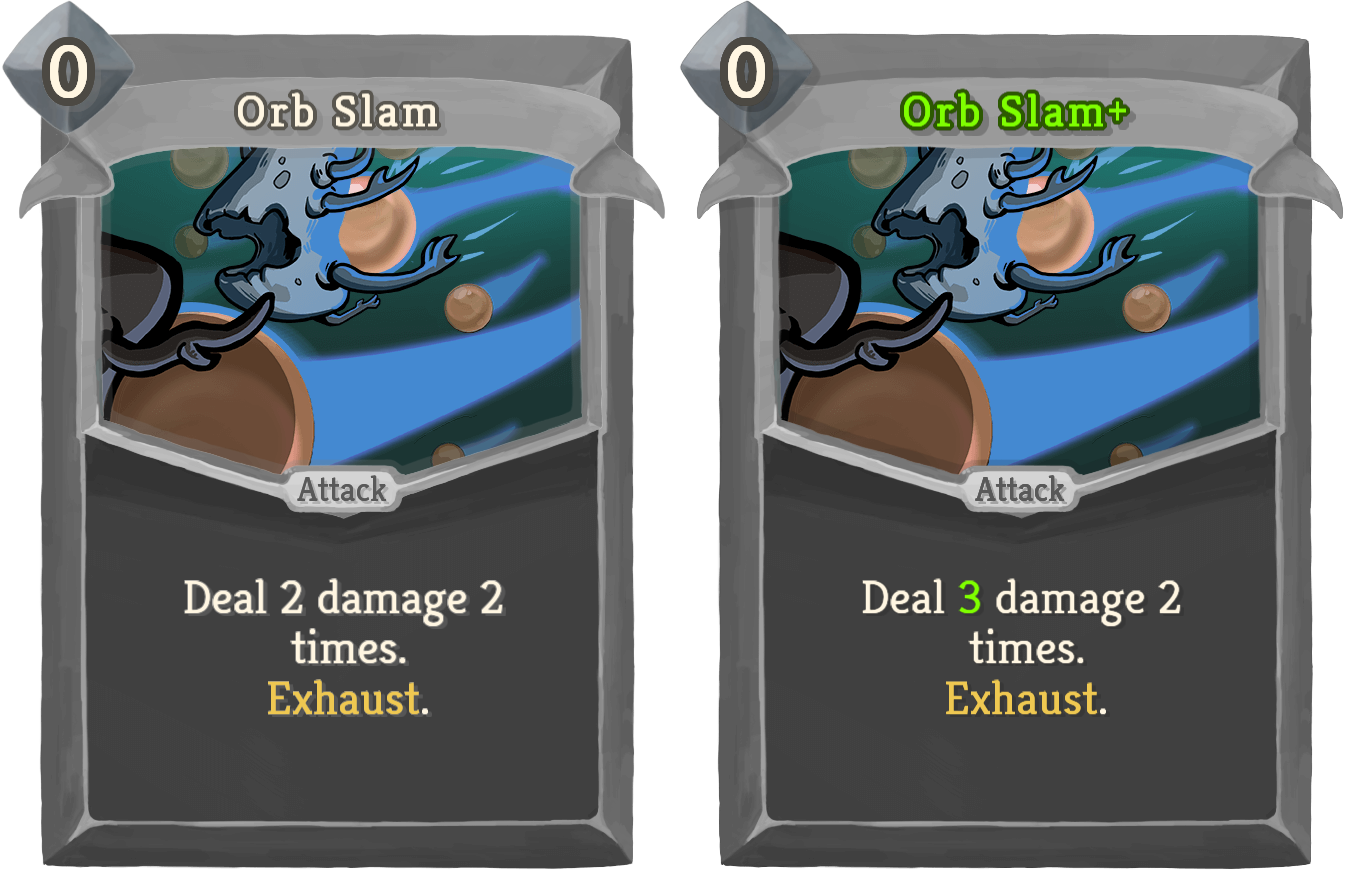 0
Orb Slam
Attack
Deal 2 damage 2
times.
Exhaust.
0
Orb Slam+
Attack
Deal 3 damage 2
times.
Exhaust.